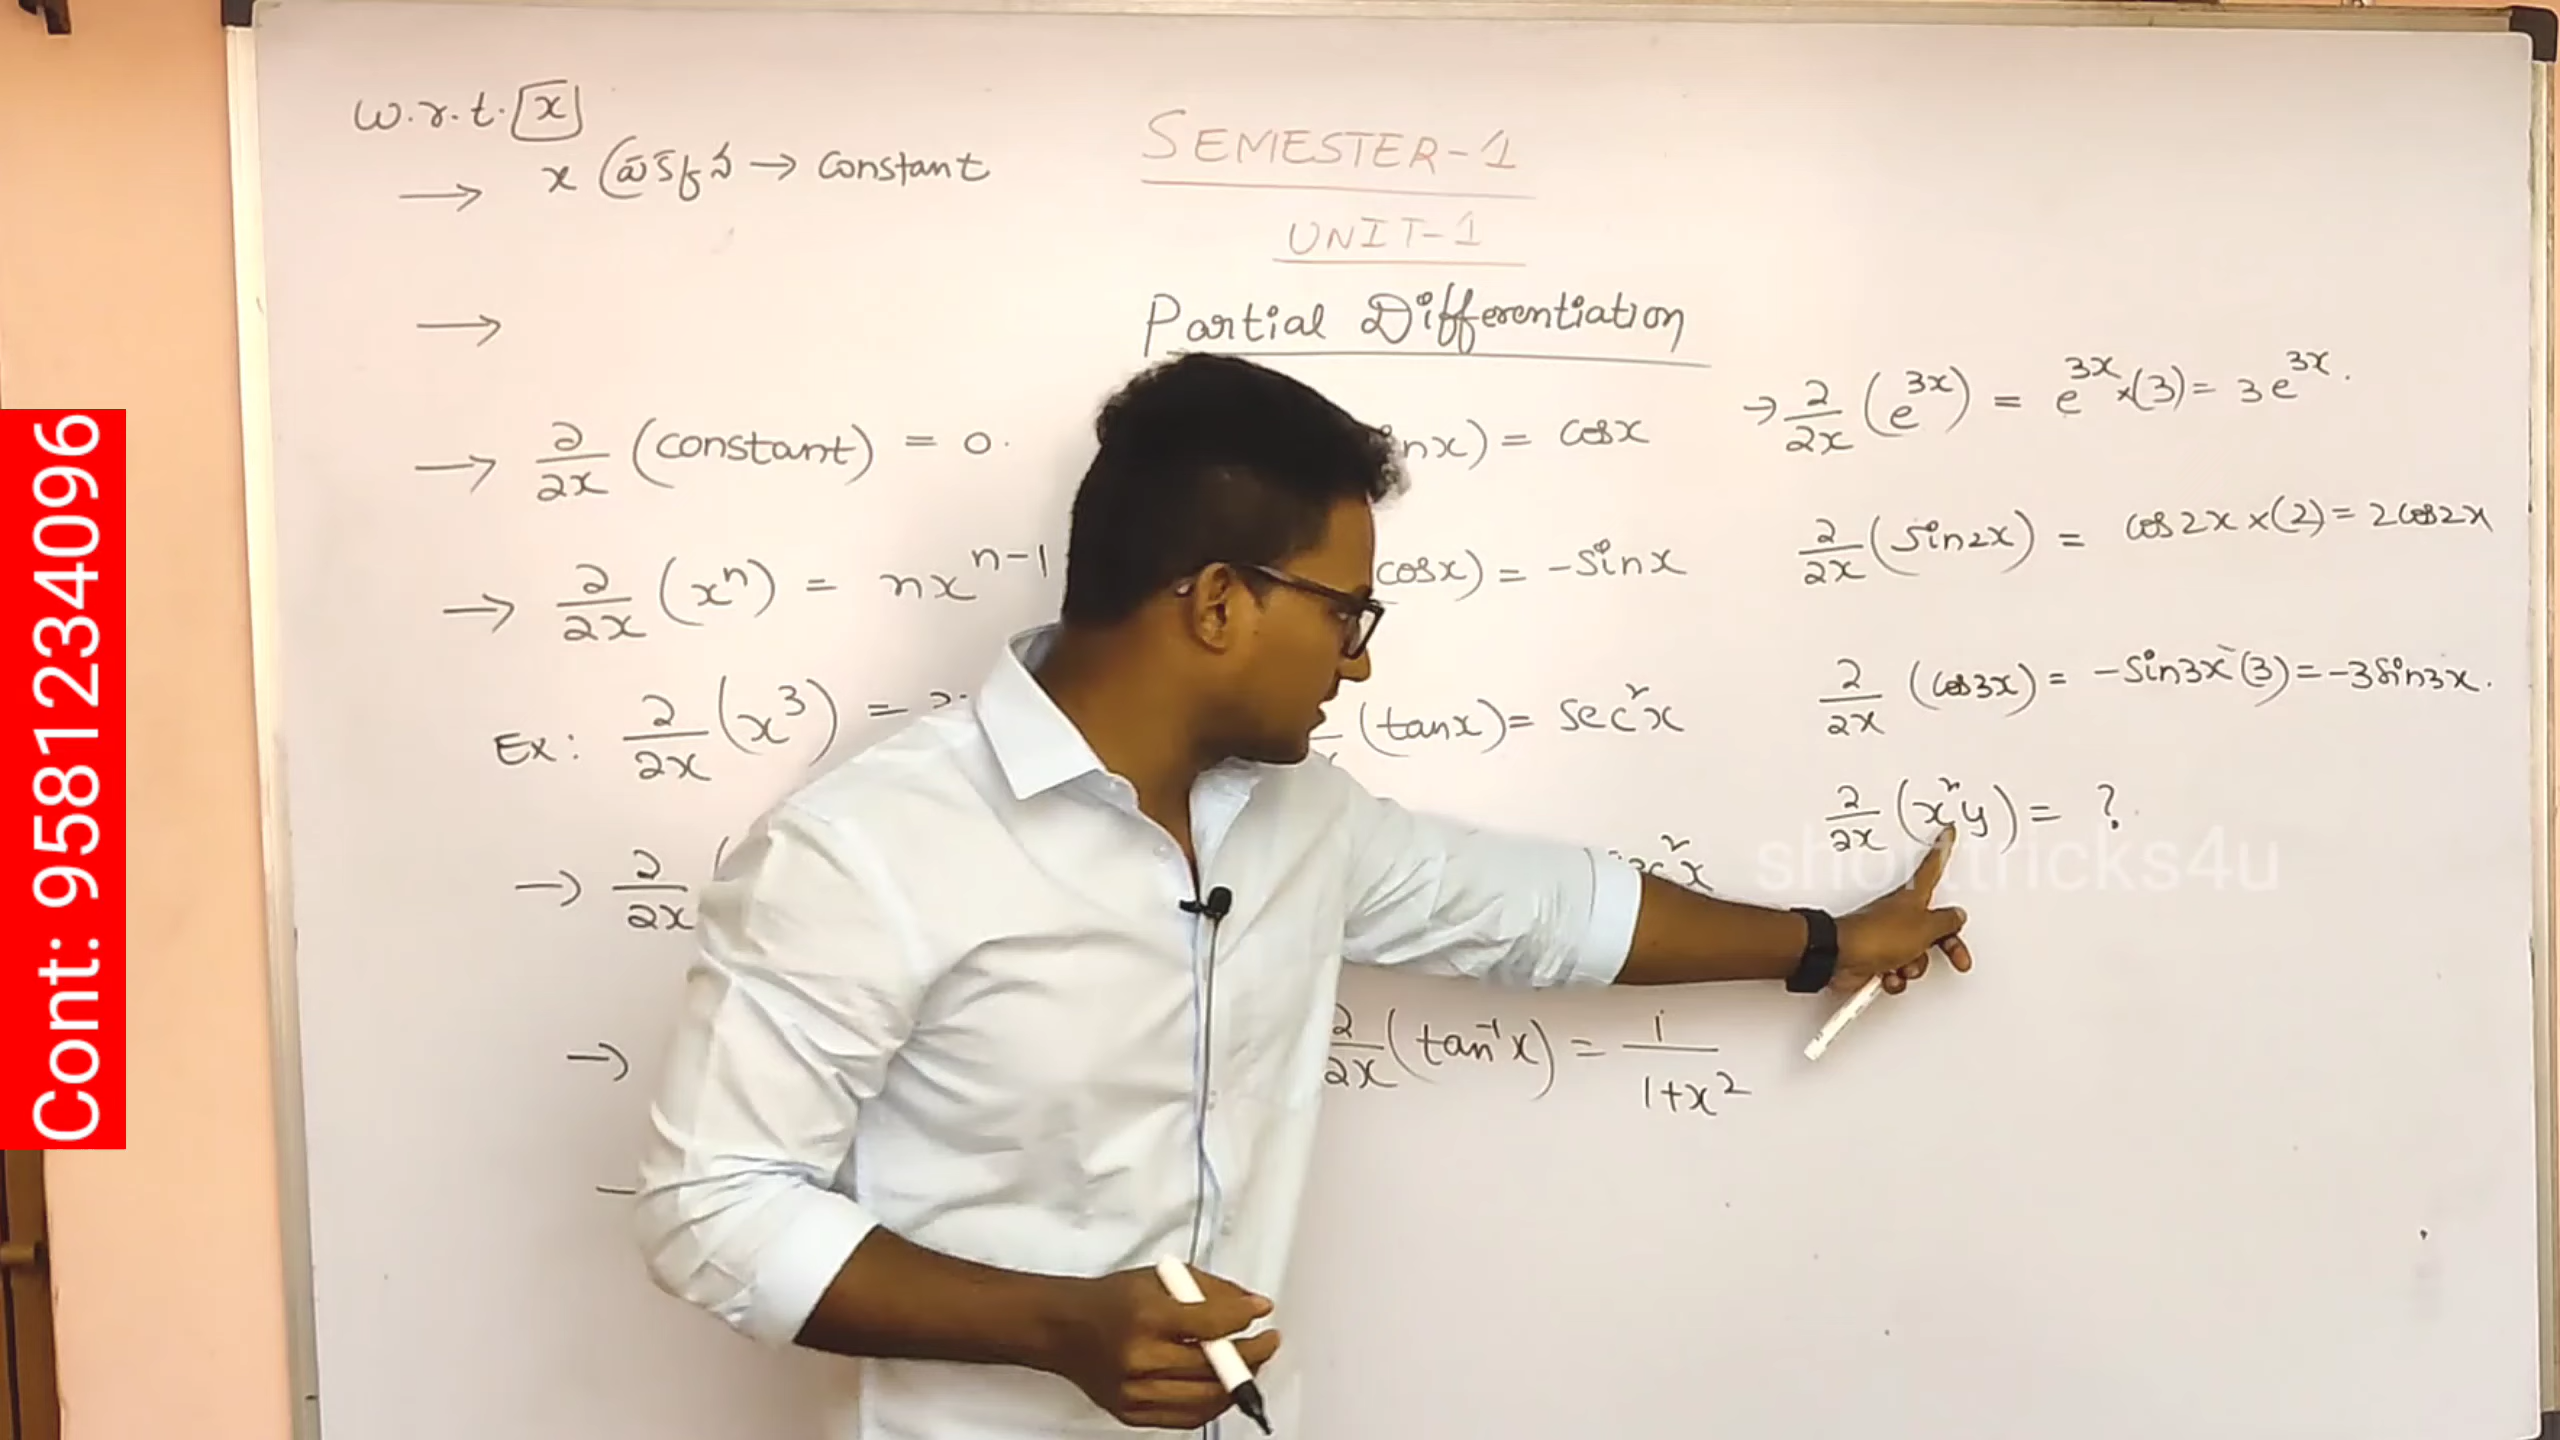 w.r.t. x
→ x → constant
SEMESTER-1
UNIT-1
Partial Differentiation
→
→ ∂/∂x (constant) = 0.
→ ∂/∂x (xⁿ) = nxⁿ⁻¹
Ex: ∂/∂x (x³) =
→ ∂/∂x (
→
nx) = cosx
cosx) = -sinx
(tanx) = sec²x
²x
∂/∂x (tan⁻¹x) = 1/(1+x²)
→ ∂/∂x (e³ˣ) = e³ˣ×(3) = 3e³ˣ.
∂/∂x (sin2x) = cos2x×(2) = 2cos2x
∂/∂x (cos3x) = -sin3x(3) = -3sin3x.
∂/∂x (x²y) = ?
shorttricks4u
Cont: 9581234096